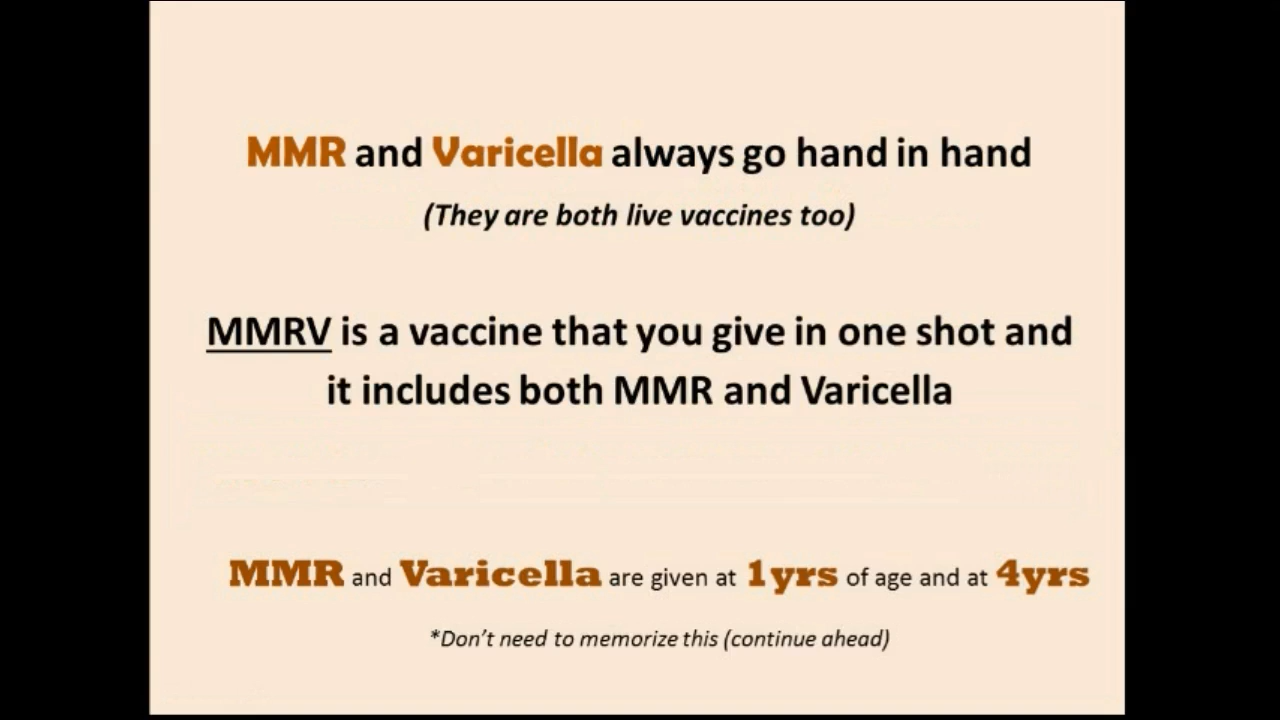 MMR and Varicella always go hand in hand
(They are both live vaccines too)
MMRV is a vaccine that you give in one shot and
it includes both MMR and Varicella
MMR and Varicella are given at 1yrs of age and at 4yrs
*Don't need to memorize this (continue ahead)